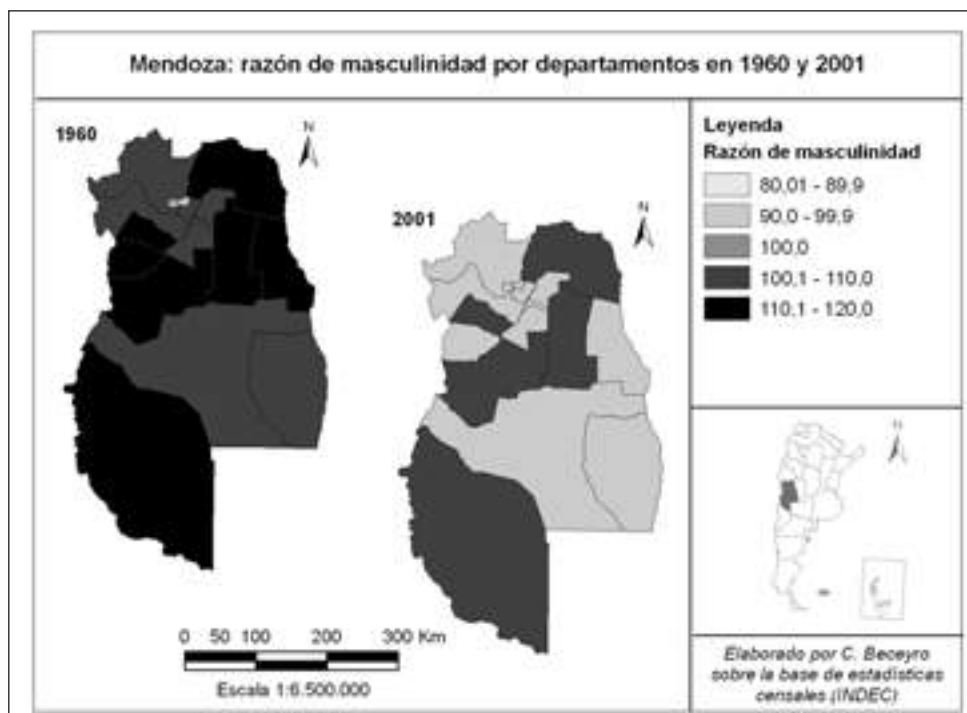 Mendoza: razón de masculinidad por departamentos en 1960 y 2001
1960
N
2001
N
0 50 100 200 300 Km
Escala 1:6.500.000
Leyenda
Razón de masculinidad
80,01 - 89,9
90,0 - 99,9
100,0
100,1 - 110,0
110,1 - 120,0
N
Elaborado por C. Beceyro
sobre la base de estadísticas
censales (INDEC)